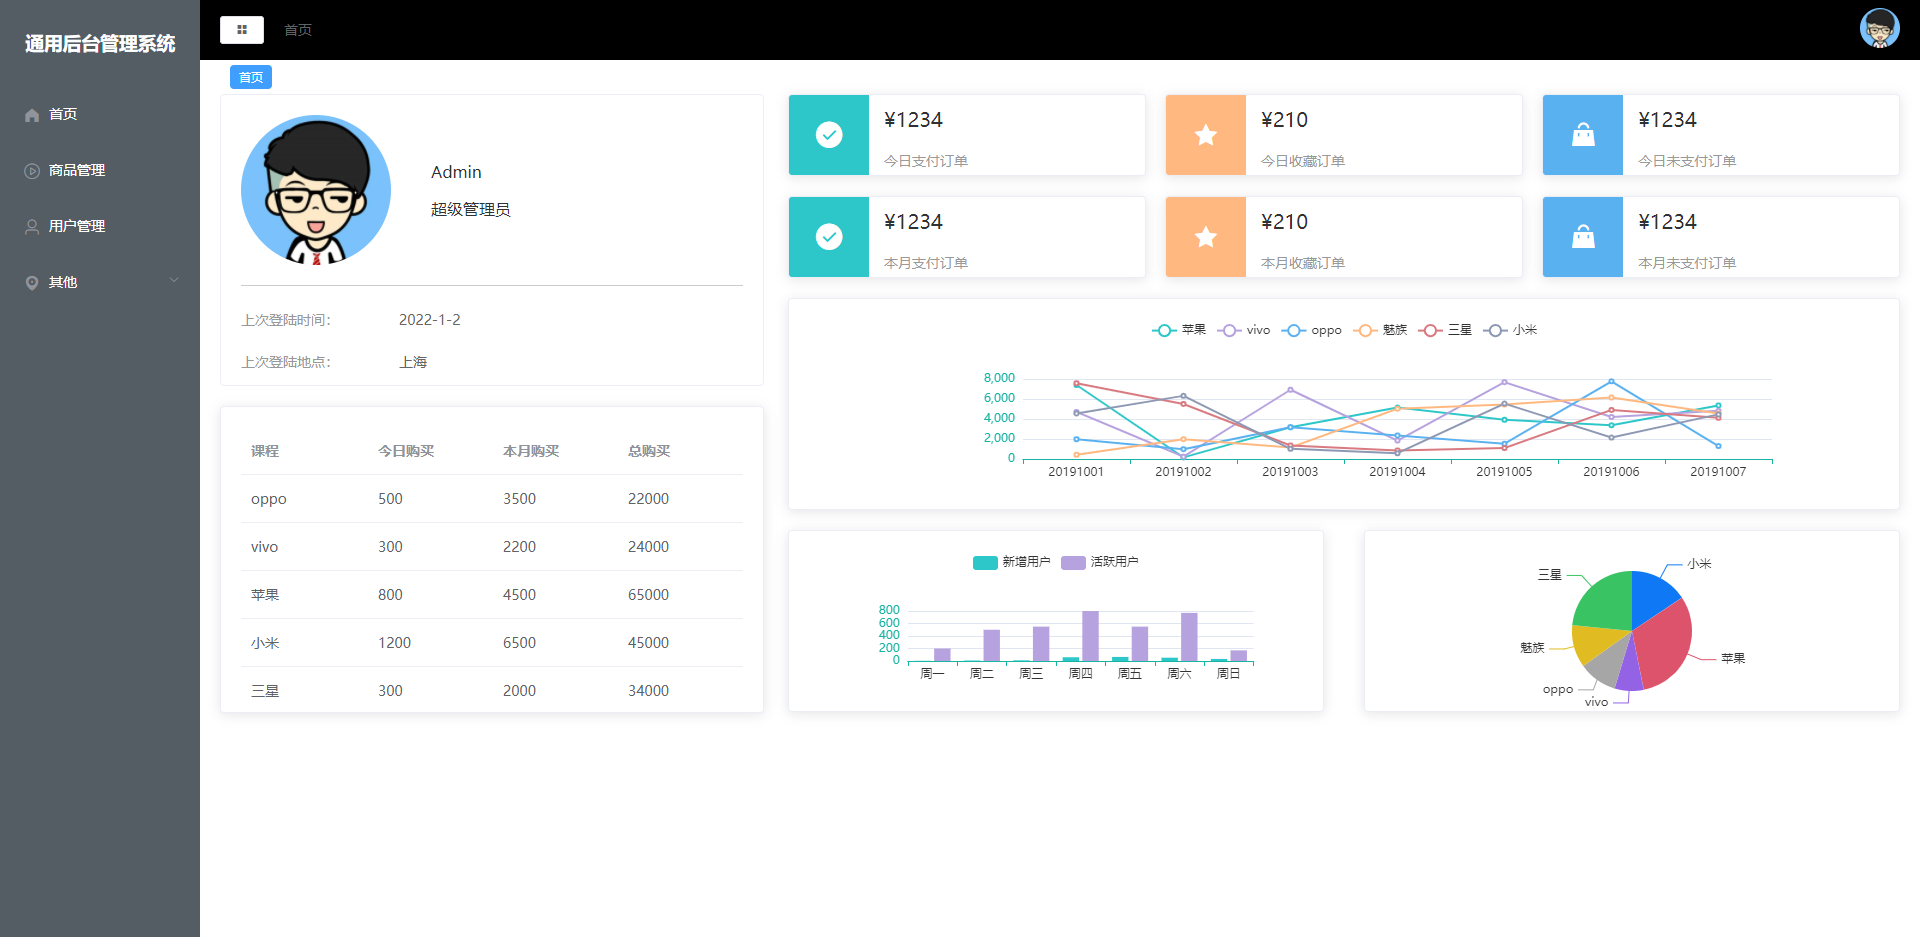 通用后台管理系统
首页
商品管理
用户管理
其他
首页
首页
Admin
超级管理员
上次登陆时间: 2022-1-2
上次登陆地点: 上海
课程 今日购买 本月购买 总购买
oppo 500 3500 22000
vivo 300 2200 24000
苹果 800 4500 65000
小米 1200 6500 45000
三星 300 2000 34000
¥1234
今日支付订单
¥210
今日收藏订单
¥1234
今日未支付订单
¥1234
本月支付订单
¥210
本月收藏订单
¥1234
本月未支付订单
苹果 vivo oppo 魅族 三星 小米
8,000
6,000
4,000
2,000
0
20191001 20191002 20191003 20191004 20191005 20191006 20191007
新增用户 活跃用户
800
600
400
200
0
周一 周二 周三 周四 周五 周六 周日
小米
三星
魅族
苹果
oppo
vivo